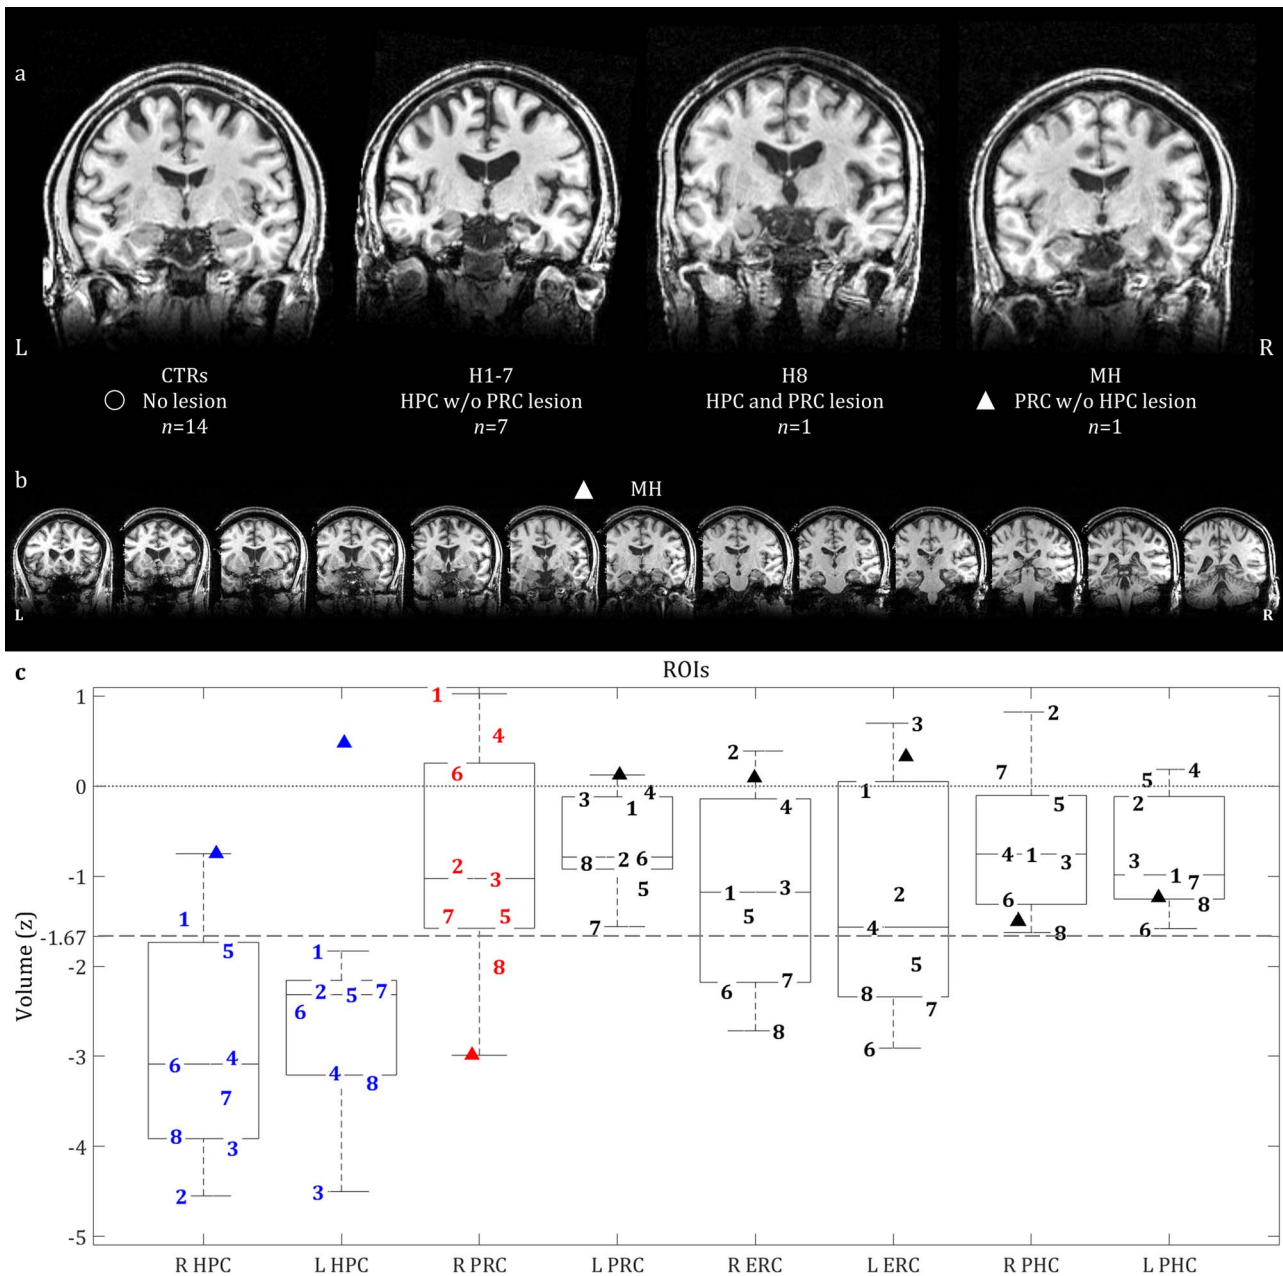 a
L
R
CTRs
No lesion
n=14
H1-7
HPC w/o PRC lesion
n=7
H8
HPC and PRC lesion
n=1
MH
PRC w/o HPC lesion
n=1
b
MH
L
R
c
ROIs
Volume (z)
1
0
-1
-1.67
-2
-3
-4
-5
1
5
6
4
7
8
3
2
1
2
5
7
6
4
8
3
1
4
6
2
3
7
5
8
3
4
1
8
2
6
5
7
2
4
1
3
5
6
7
8
3
1
2
4
5
8
7
6
2
7
5
4
1
3
6
8
5
4
2
3
1
7
8
6
R HPC
L HPC
R PRC
L PRC
R ERC
L ERC
R PHC
L PHC